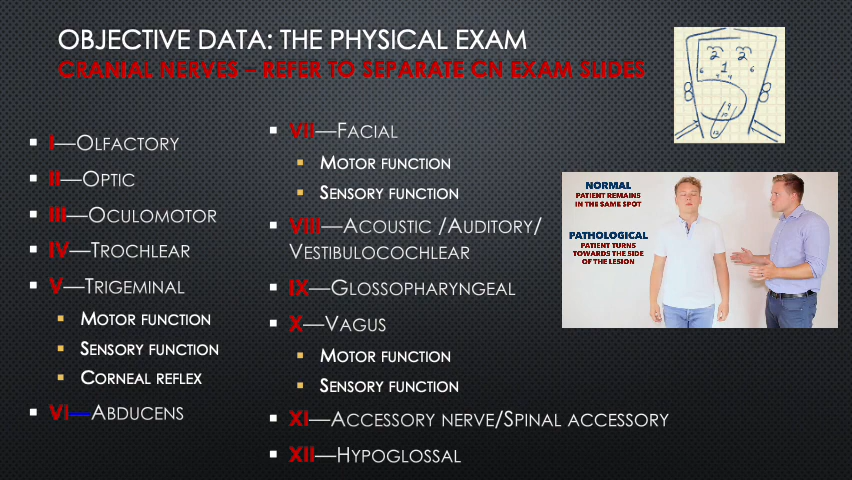 OBJECTIVE DATA: THE PHYSICAL EXAM
CRANIAL NERVES – REFER TO SEPARATE CN EXAM SLIDES
I—OLFACTORY
II—OPTIC
III—OCULOMOTOR
IV—TROCHLEAR
V—TRIGEMINAL
MOTOR FUNCTION
SENSORY FUNCTION
CORNEAL REFLEX
VI—ABDUCENS
VII—FACIAL
MOTOR FUNCTION
SENSORY FUNCTION
VIII—ACOUSTIC /AUDITORY/
VESTIBULOCOCHLEAR
IX—GLOSSOPHARYNGEAL
X—VAGUS
MOTOR FUNCTION
SENSORY FUNCTION
XI—ACCESSORY NERVE/SPINAL ACCESSORY
XII—HYPOGLOSSAL
2 2
1
NORMAL
PATIENT REMAINS
IN THE SAME SPOT
PATHOLOGICAL
PATIENT TURNS
TOWARDS THE SIDE
OF THE LESION